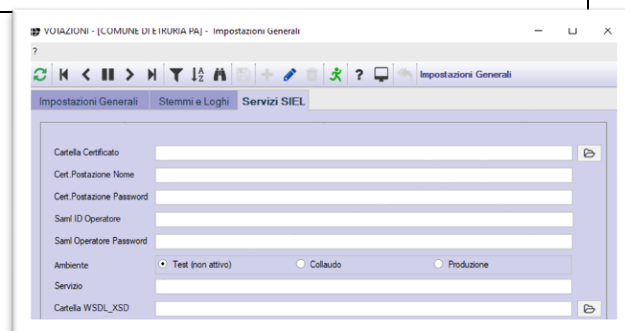 VOTAZIONI - [COMUNE DI ETRURIA PA] - Impostazioni Generali
?
? Impostazioni Generali
Impostazioni Generali Stemmi e Loghi Servizi SIEL
Cartella Certificato
Cert.Postazione Nome
Cert.Postazione Password
Saml ID Operatore
Saml Operatore Password
Ambiente Test (non attivo) Collaudo Produzione
Servizio
Cartella WSDL_XSD